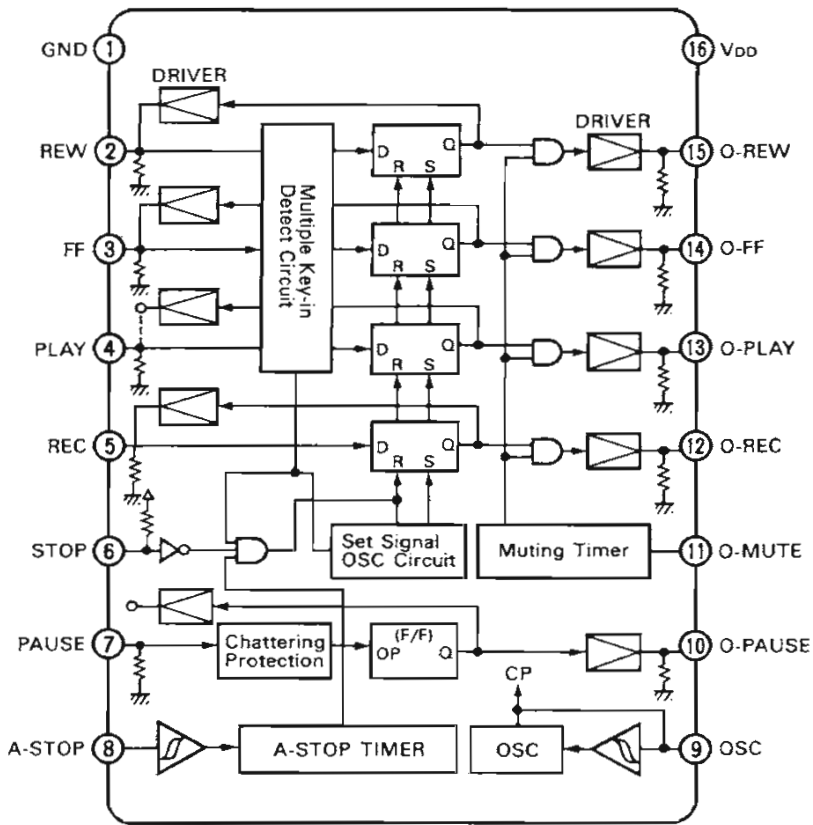 GND 1
16 VDD
DRIVER
DRIVER
REW 2
D Q
R S
15 O-REW
Multiple Key-in
Detect Circuit
FF 3
D Q
R S
14 O-FF
PLAY 4
D Q
R S
13 O-PLAY
REC 5
D Q
R S
12 O-REC
STOP 6
Set Signal
OSC Circuit
Muting Timer
11 O-MUTE
PAUSE 7
Chattering
Protection
(F/F)
OP Q
10 O-PAUSE
CP
A-STOP 8
A-STOP TIMER
OSC
9 OSC